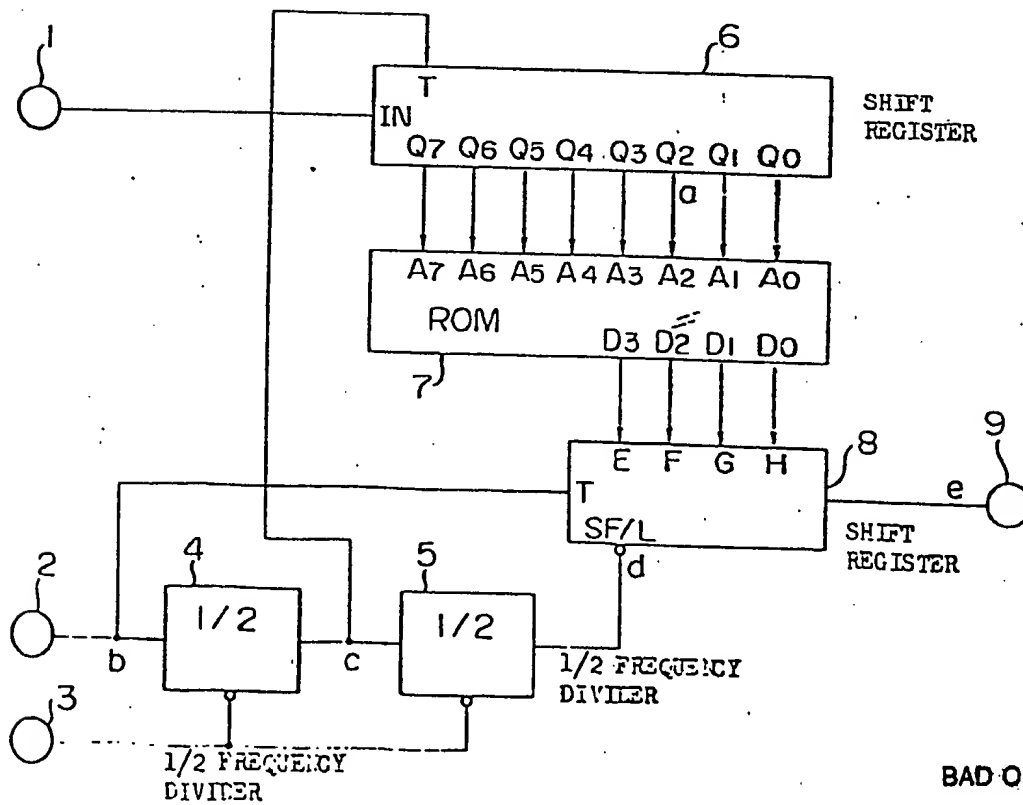 1
6
T
IN
SHIFT
REGISTER
Q7 Q6 Q5 Q4 Q3 Q2 Q1 Q0
a
A7 A6 A5 A4 A3 A2 A1 A0
ROM
D3 D2 D1 D0
7
8
9
E F G H
T
e
SF/L
SHIFT
REGISTER
d
2
4
5
1/2
1/2
b
c
1/2 FREQUENCY
DIVILER
3
1/2 FREQUENCY
DIVIDER
BAD O